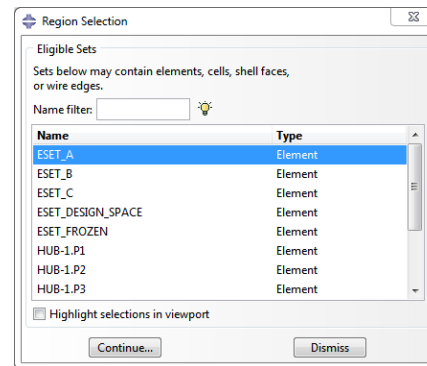 Region Selection
Eligible Sets
Sets below may contain elements, cells, shell faces,
or wire edges.
Name filter:
Name Type
ESET_A Element
ESET_B Element
ESET_C Element
ESET_DESIGN_SPACE Element
ESET_FROZEN Element
HUB-1.P1 Element
HUB-1.P2 Element
HUB-1.P3 Element
Highlight selections in viewport
Continue... Dismiss